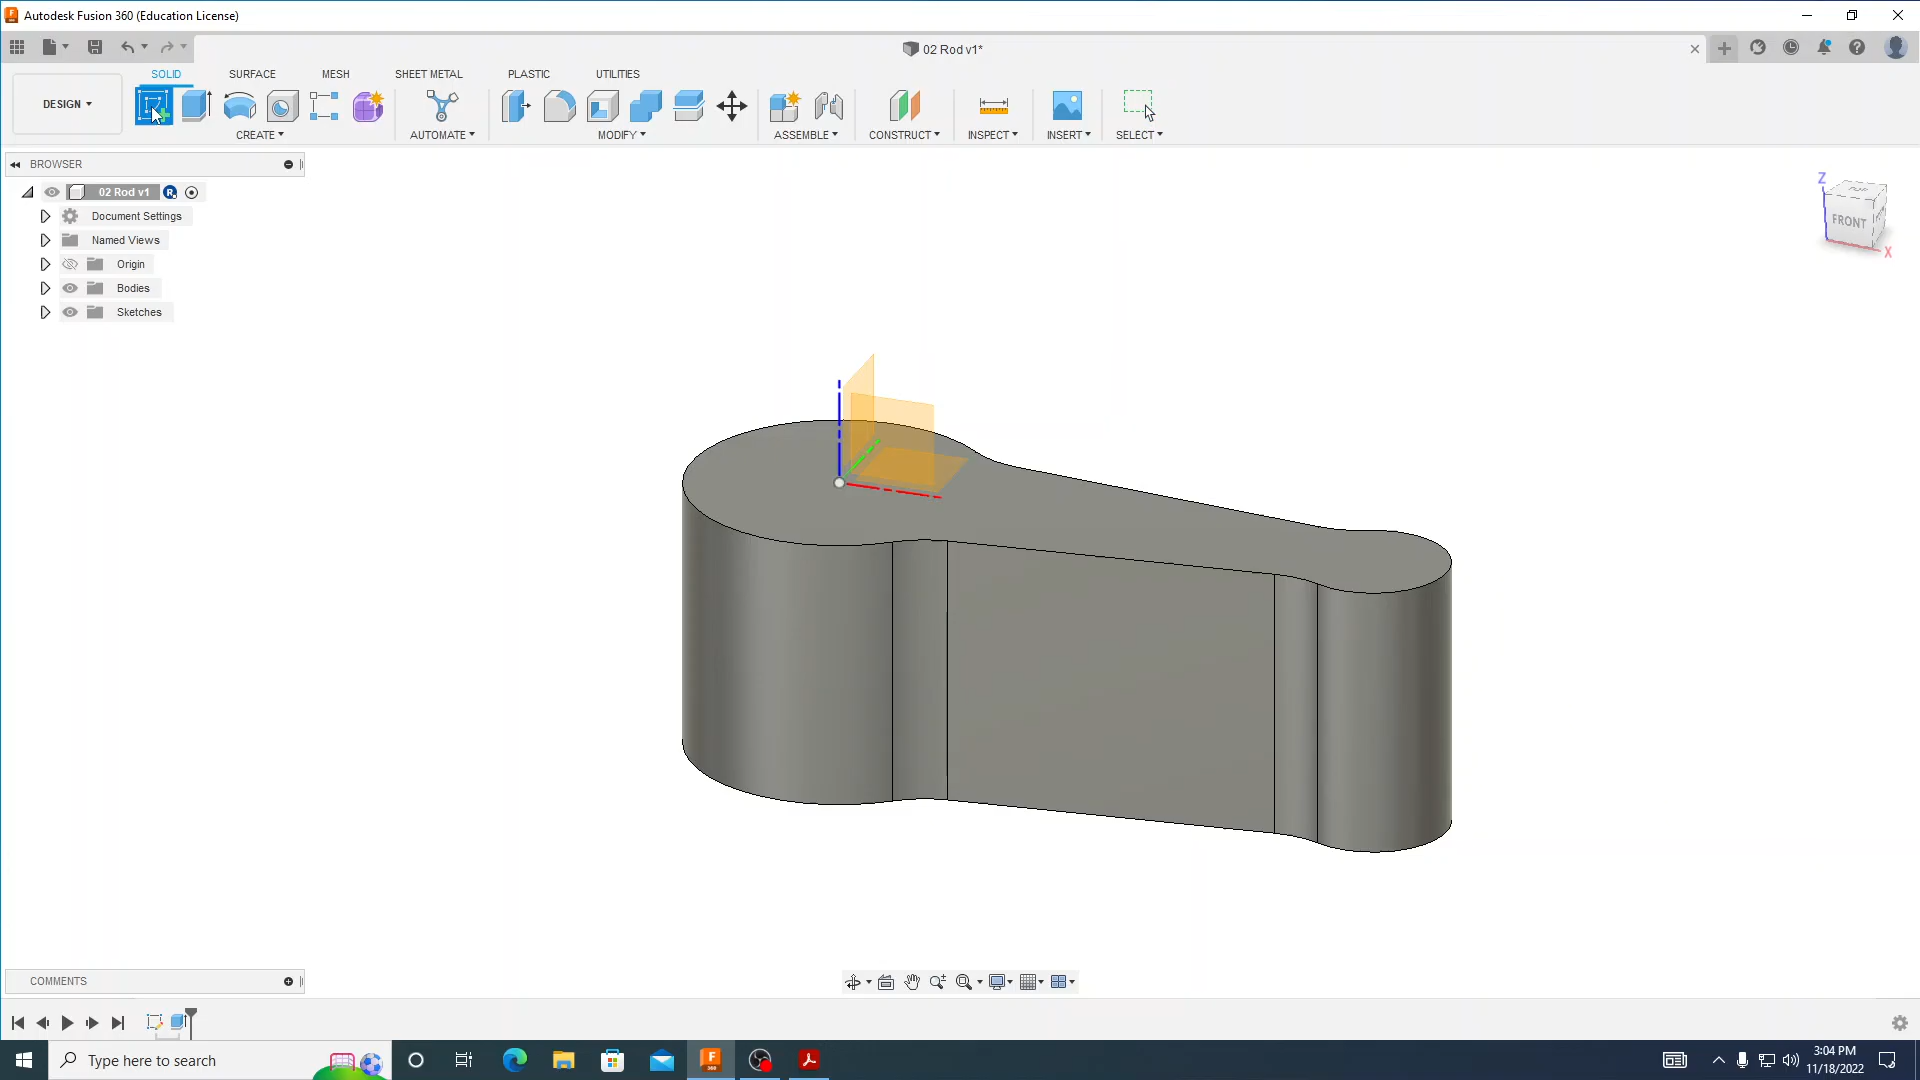 Autodesk Fusion 360 (Education License)
02 Rod v1*
SOLID SURFACE MESH SHEET METAL PLASTIC UTILITIES
DESIGN
CREATE AUTOMATE MODIFY ASSEMBLE CONSTRUCT INSPECT INSERT SELECT
BROWSER
02 Rod v1
Document Settings
Named Views
Origin
Bodies
Sketches
Z
FRONT
X
COMMENTS
Type here to search
3:04 PM
11/18/2022